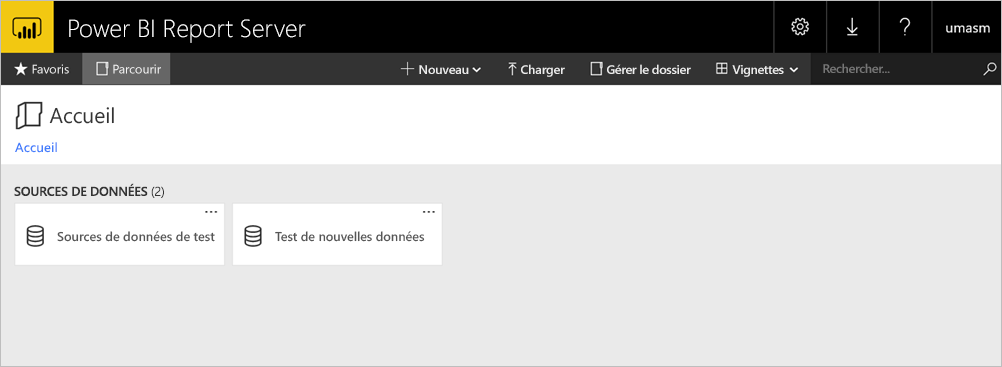 Power BI Report Server
?
umasm
Favoris
Parcourir
Nouveau
Charger
Gérer le dossier
Vignettes
Rechercher...
Accueil
Accueil
SOURCES DE DONNÉES (2)
...
Sources de données de test
...
Test de nouvelles données